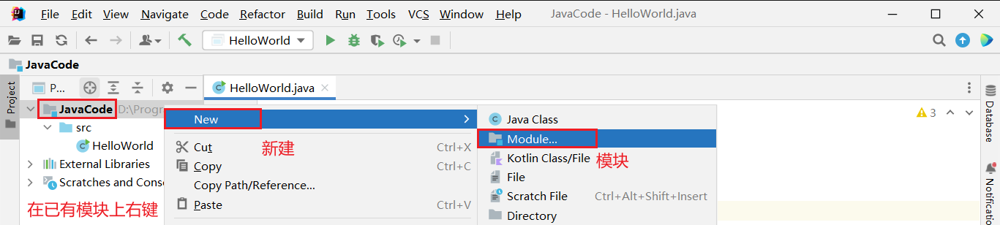 File Edit View Navigate Code Refactor Build Run Tools VCS Window Help JavaCode - HelloWorld.java
HelloWorld
JavaCode
Project
P...
HelloWorld.java
JavaCode D:\Progr
New
Java Class
3
src
Module...
HelloWorld
Cut Ctrl+X
新建
Kotlin Class/File
模块
External Libraries
Copy Ctrl+C
File
Scratches and Conso
Copy Path/Reference...
Scratch File Ctrl+Alt+Shift+Insert
在已有模块上右键
Paste Ctrl+V
Directory
Database
Notification